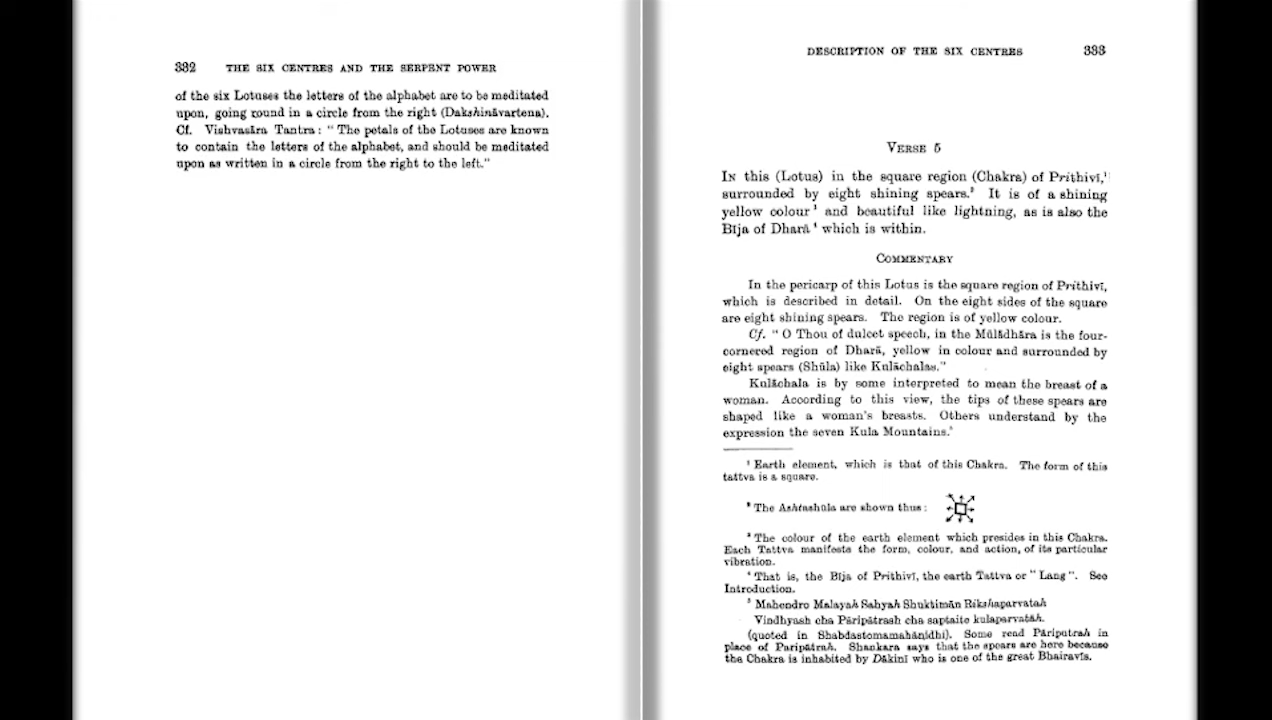 332 THE SIX CENTRES AND THE SERPENT POWER
of the six Lotuses the letters of the alphabet are to be meditated
upon, going round in a circle from the right (Dakshināvartena).
Cf. Vishvasāra Tantra : " The petals of the Lotuses are known
to contain the letters of the alphabet, and should be meditated
upon as written in a circle from the right to the left."
DESCRIPTION OF THE SIX CENTRES 333
VERSE 5
IN this (Lotus) in the square region (Chakra) of Prithivī,¹
surrounded by eight shining spears.² It is of a shining
yellow colour³ and beautiful like lightning, as is also the
Bīja of Dharā⁴ which is within.
COMMENTARY
In the pericarp of this Lotus is the square region of Prithivī,
which is described in detail. On the eight sides of the square
are eight shining spears. The region is of yellow colour.
Cf. " O Thou of dulcet speech, in the Mūlādhāra is the four-
cornered region of Dharā, yellow in colour and surrounded by
eight spears (Shūla) like Kulāchalas."
Kulāchala is by some interpreted to mean the breast of a
woman. According to this view, the tips of these spears are
shaped like a woman's breasts. Others understand by the
expression the seven Kula Mountains.⁵
¹ Earth element, which is that of this Chakra. The form of this
tattva is a square.
² The Ashtashūla are shown thus :
³ The colour of the earth element which presides in this Chakra.
Each Tattva manifests the form, colour, and action, of its particular
vibration.
⁴ That is, the Bīja of Prithivī, the earth Tattva or " Lang ". See
Introduction.
⁵ Mahendro Malayah Sahyah Shuktimān Rikshaparvatah
Vindhyash cha Pāripātrash cha saptaite kulaparvatāh.
(quoted in Shabdastomamahānidhi). Some read Pāripatrah in
place of Paripātrah. Shankara says that the spears are here because
the Chakra is inhabited by Dākinī who is one of the great Bhairavīs.